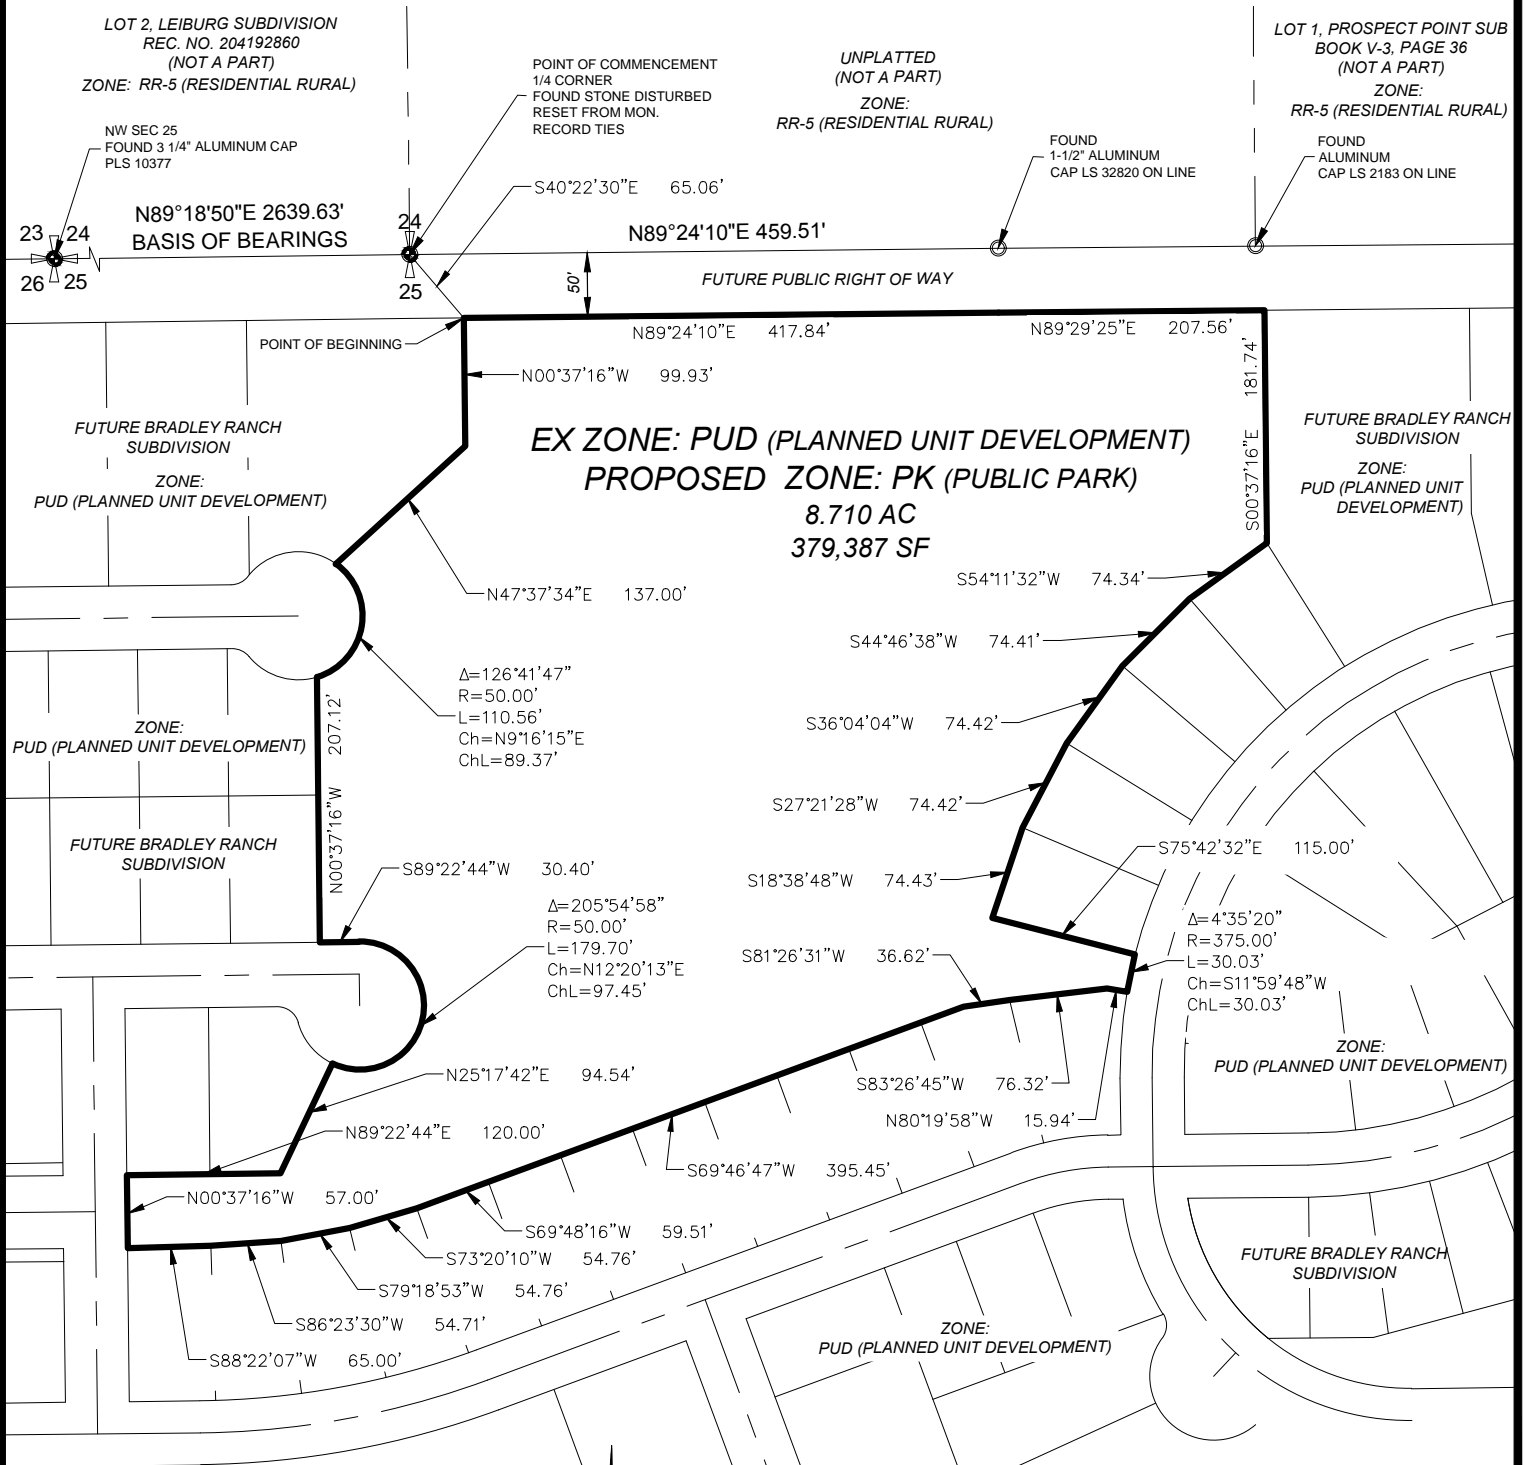 LOT 2, LEIBURG SUBDIVISION
REC. NO. 204192860
(NOT A PART)
ZONE: RR-5 (RESIDENTIAL RURAL)
POINT OF COMMENCEMENT
1/4 CORNER
FOUND STONE DISTURBED
RESET FROM MON.
RECORD TIES
UNPLATTED
(NOT A PART)
ZONE:
RR-5 (RESIDENTIAL RURAL)
LOT 1, PROSPECT POINT SUB
BOOK V-3, PAGE 36
(NOT A PART)
ZONE:
RR-5 (RESIDENTIAL RURAL)
NW SEC 25
FOUND 3 1/4" ALUMINUM CAP
PLS 10377
FOUND
1-1/2" ALUMINUM
CAP LS 32820 ON LINE
FOUND
ALUMINUM
CAP LS 2183 ON LINE
S40°22'30"E 65.06'
N89°18'50"E 2639.63'
BASIS OF BEARINGS
23 24
26 25
24
25
N89°24'10"E 459.51'
50'
FUTURE PUBLIC RIGHT OF WAY
POINT OF BEGINNING
N89°24'10"E 417.84'
N89°29'25"E 207.56'
S00°37'16"E 181.74'
N00°37'16"W 99.93'
EX ZONE: PUD (PLANNED UNIT DEVELOPMENT)
PROPOSED ZONE: PK (PUBLIC PARK)
8.710 AC
379,387 SF
FUTURE BRADLEY RANCH
SUBDIVISION
ZONE:
PUD (PLANNED UNIT DEVELOPMENT)
FUTURE BRADLEY RANCH
SUBDIVISION
ZONE:
PUD (PLANNED UNIT
DEVELOPMENT)
N47°37'34"E 137.00'
S54°11'32"W 74.34'
S44°46'38"W 74.41'
S36°04'04"W 74.42'
S27°21'28"W 74.42'
S18°38'48"W 74.43'
S75°42'32"E 115.00'
Δ=126°41'47"
R=50.00'
L=110.56'
Ch=N9°16'15"E
ChL=89.37'
N00°37'16"W 207.12'
ZONE:
PUD (PLANNED UNIT DEVELOPMENT)
FUTURE BRADLEY RANCH
SUBDIVISION
S89°22'44"W 30.40'
Δ=205°54'58"
R=50.00'
L=179.70'
Ch=N12°20'13"E
ChL=97.45'
Δ=4°35'20"
R=375.00'
L=30.03'
Ch=S11°59'48"W
ChL=30.03'
S81°26'31"W 36.62'
S83°26'45"W 76.32'
N80°19'58"W 15.94'
ZONE:
PUD (PLANNED UNIT DEVELOPMENT)
N25°17'42"E 94.54'
N89°22'44"E 120.00'
N00°37'16"W 57.00'
S69°46'47"W 395.45'
S69°48'16"W 59.51'
S73°20'10"W 54.76'
S79°18'53"W 54.76'
S86°23'30"W 54.71'
S88°22'07"W 65.00'
FUTURE BRADLEY RANCH
SUBDIVISION
ZONE:
PUD (PLANNED UNIT DEVELOPMENT)